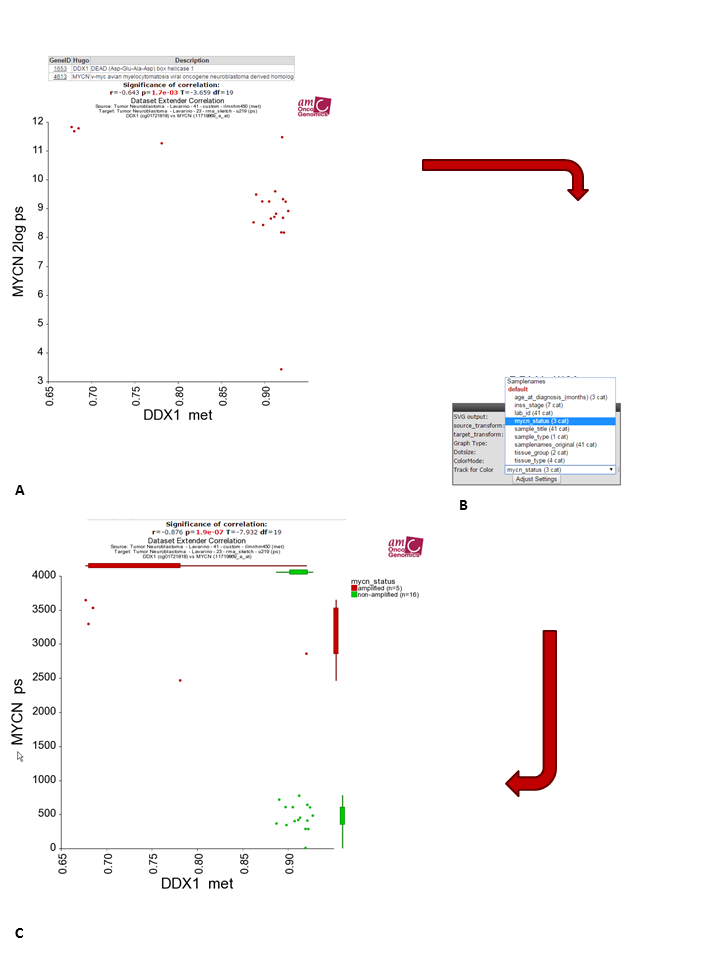 GeneID Hugo Description
1653 DDX1 DEAD (Asp-Glu-Ala-Asp) box helicase 1
4613 MYCN v-myc avian myelocytomatosis viral oncogene neuroblastoma derived homolog
Significance of correlation:
r=-0.643 p=1.7e-03 T=-3.659 df=19
Dataset Extender Correlation
Source: Tumor Neuroblastoma - Lavarino - 41 - custom - ilmnhm450 (met)
Target: Tumor Neuroblastoma - Lavarino - 23 - rma_sketch - u219 (ps)
DDX1 (cg01721818) vs MYCN (11719869_a_at)
amC
Onco
Genomics
12
11
10
9
8
7
6
5
4
3
MYCN 2log ps
0.65
0.70
0.75
0.80
0.85
0.90
DDX1 met
A
Samplenames
default
age_at_diagnosis_(months) (3 cat)
inss_stage (7 cat)
lab_id (41 cat)
mycn_status (3 cat)
sample_title (41 cat)
sample_type (1 cat)
samplenames_original (41 cat)
tissue_group (2 cat)
tissue_type (4 cat)
SVG output:
source_transform:
target_transform:
Graph Type:
Dotsize:
ColorMode:
Track for Color mycn_status (3 cat)
Adjust Settings
B
Significance of correlation:
r=-0.876 p=1.9e-07 T=-7.932 df=19
Dataset Extender Correlation
Source: Tumor Neuroblastoma - Lavarino - 41 - custom - ilmnhm450 (met)
Target: Tumor Neuroblastoma - Lavarino - 23 - rma_sketch - u219 (ps)
DDX1 (cg01721818) vs MYCN (11719869_a_at)
amC
Onco
Genomics
mycn_status
amplified (n=5)
non-amplified (n=16)
4000
3500
3000
2500
2000
1500
1000
500
0
MYCN ps
0.65
0.70
0.75
0.80
0.85
0.90
DDX1 met
C